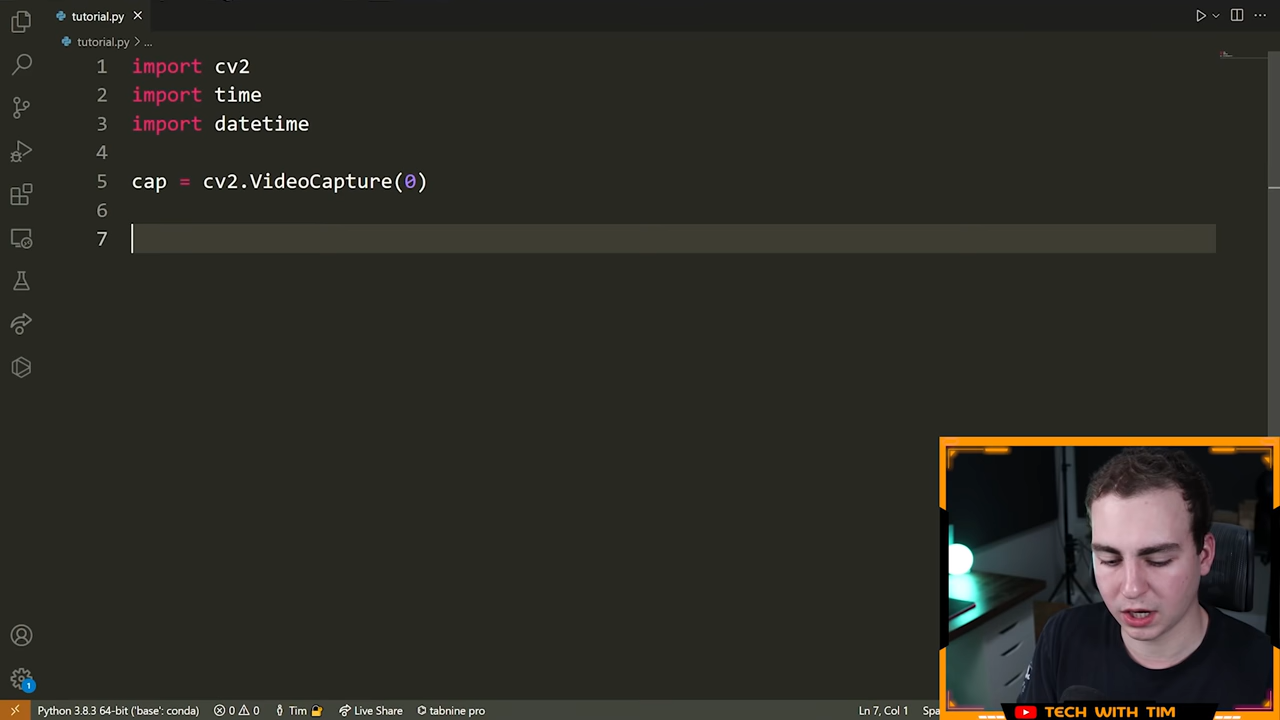 tutorial.py
tutorial.py > ...
1 import cv2
2 import time
3 import datetime
4
5 cap = cv2.VideoCapture(0)
6
7
1
Python 3.8.3 64-bit ('base': conda) 0 0 Tim Live Share tabnine pro Ln 7, Col 1 Spa
TECH WITH TIM